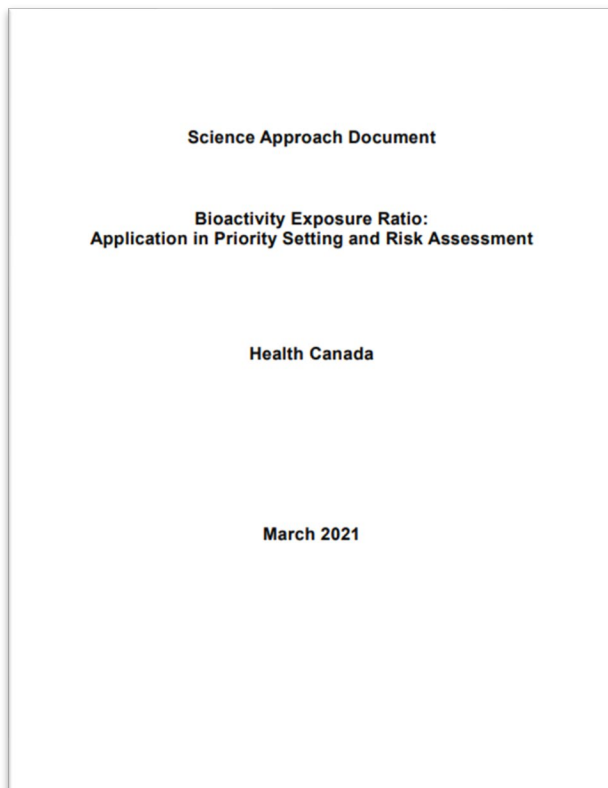 Science Approach Document
Bioactivity Exposure Ratio:
Application in Priority Setting and Risk Assessment
Health Canada
March 2021